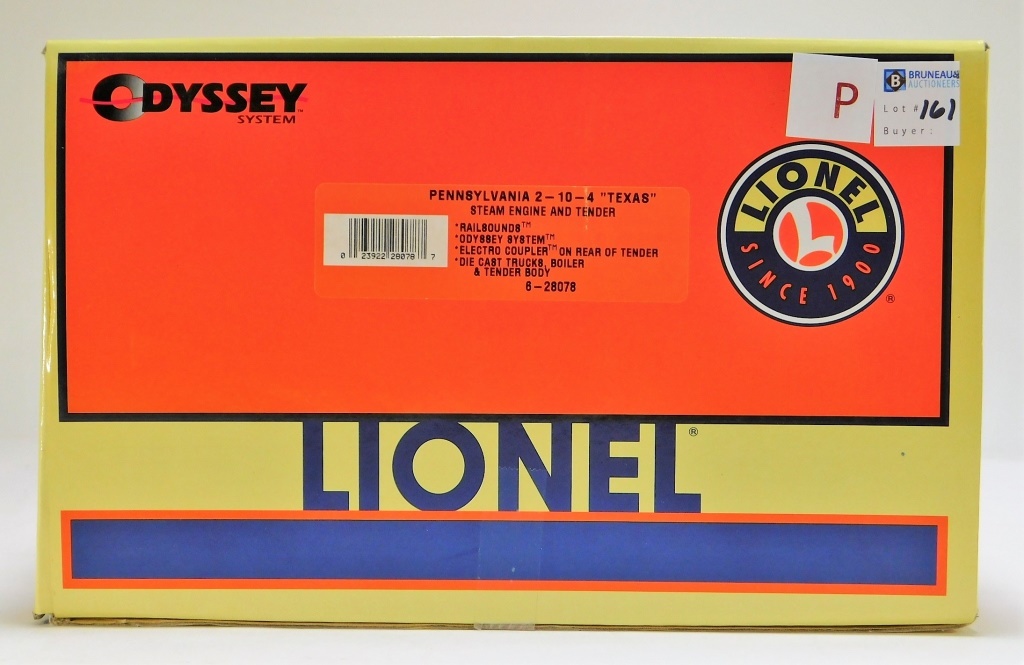 ODYSSEY™
SYSTEM
P
B BRUNEAU&
AUCTIONEERS
Lot # 161
Buyer:
PENNSYLVANIA 2-10-4 "TEXAS"
STEAM ENGINE AND TENDER
*RAILSOUNDS™
*ODYSSEY SYSTEM™
*ELECTRO COUPLER™ ON REAR OF TENDER
*DIE CAST TRUCKS, BOILER
& TENDER BODY
6-28078
0 23922 28078 7
LIONEL
L
SINCE 1900
®
LIONEL®